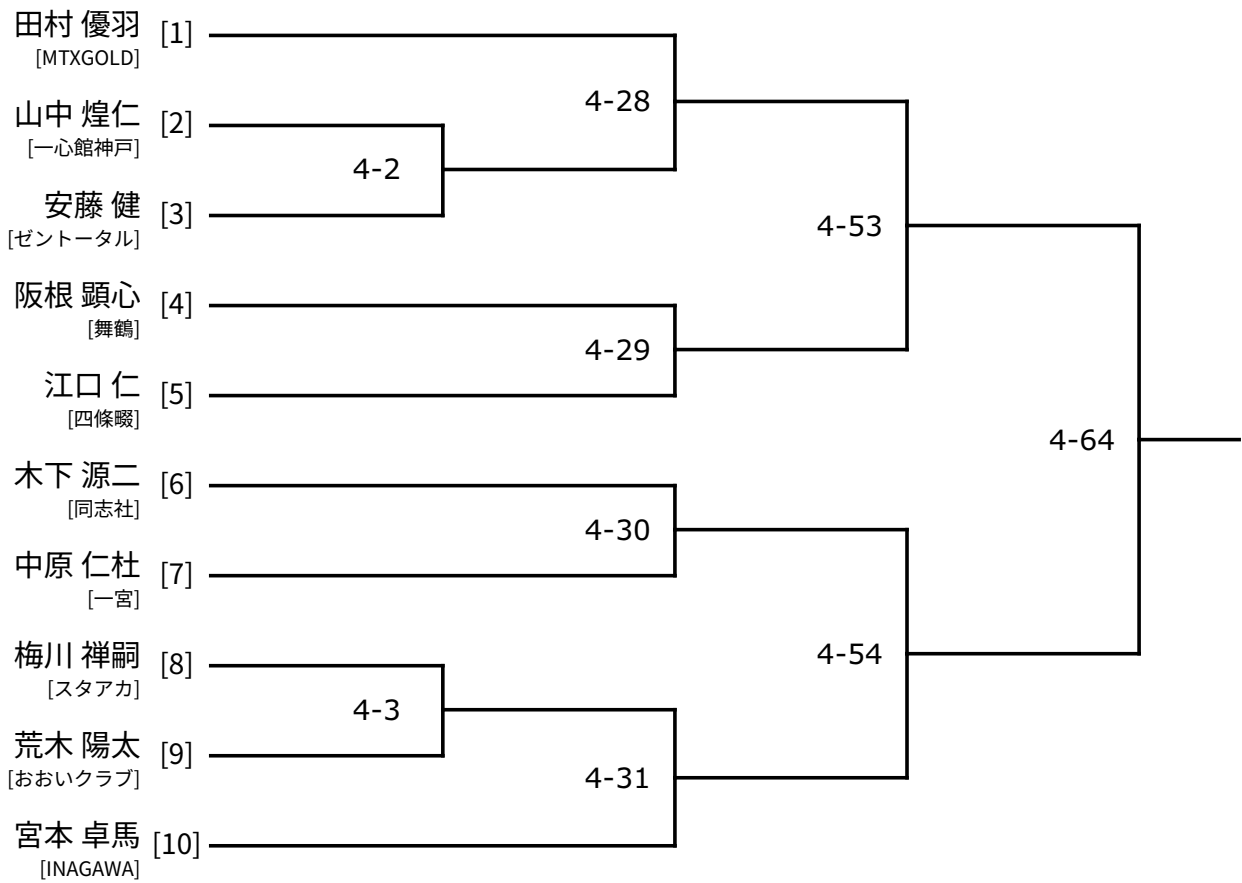 田村 優羽 [1]
[MTXGOLD]
4-28
山中 煌仁 [2]
[一心館神戸]
4-2
安藤 健 [3]
[ゼントータル]
4-53
阪根 顕心 [4]
[舞鶴]
4-29
江口 仁 [5]
[四條畷]
4-64
木下 源二 [6]
[同志社]
4-30
中原 仁杜 [7]
[一宮]
梅川 禅嗣 [8]
[スタアカ]
4-54
4-3
荒木 陽太 [9]
[おおいクラブ]
4-31
宮本 卓馬 [10]
[INAGAWA]